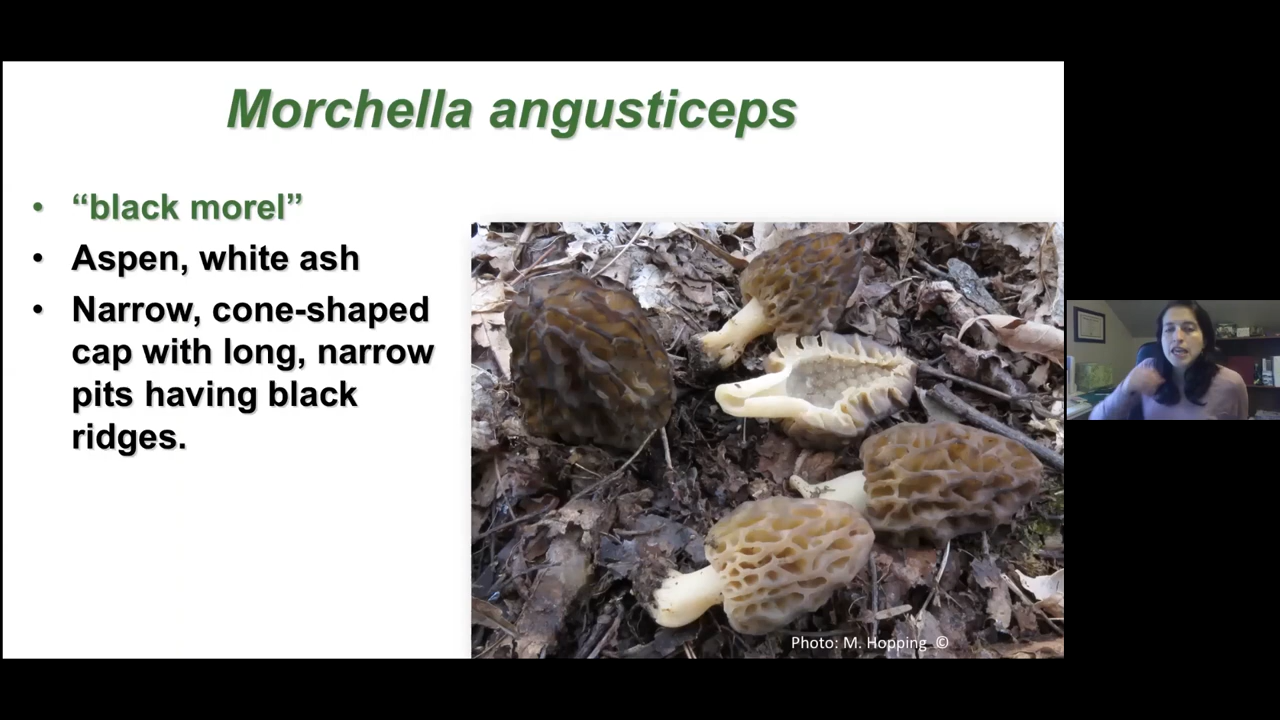 Morchella angusticeps
• “black morel”
• Aspen, white ash
• Narrow, cone-shaped
cap with long, narrow
pits having black
ridges.
Photo: M. Hopping ©